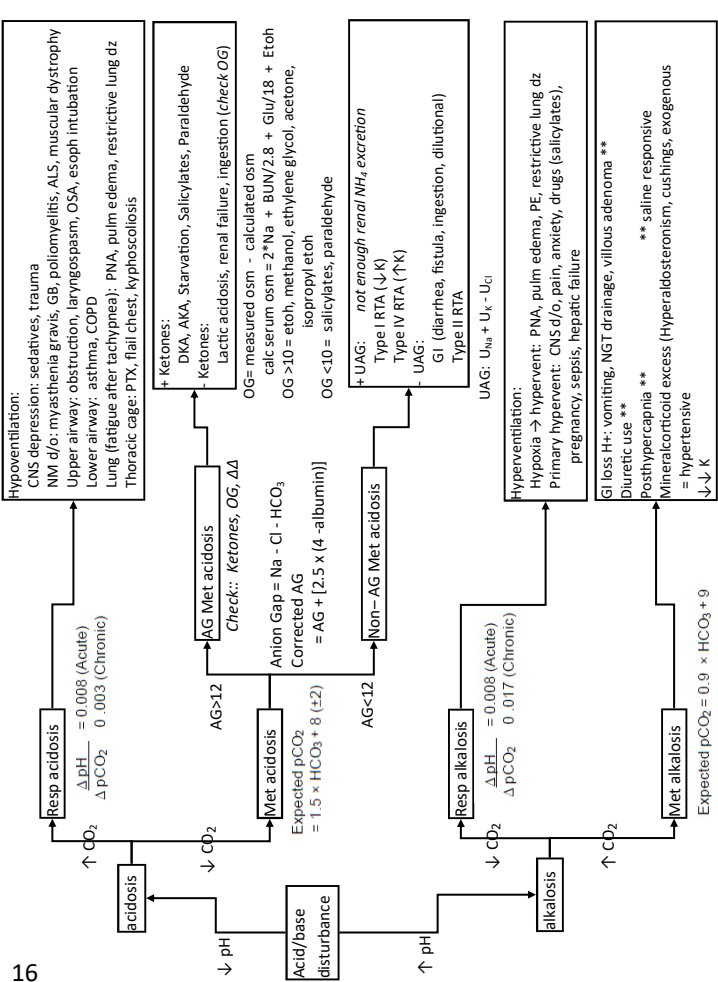 16
Acid/base
disturbance
↓ pH
↑ pH
acidosis
↑ CO₂
↓ CO₂
Resp acidosis
Δ pH = 0.008 (Acute)
Δ pCO₂ 0 .003 (Chronic)
Hypoventilation:
CNS depression: sedatives, trauma
NM d/o: myasthenia gravis, GB, poliomyelitis, ALS, muscular dystrophy
Upper airway: obstruction, laryngospasm, OSA, esoph intubation
Lower airway: asthma, COPD
Lung (fatigue after tachypnea): PNA, pulm edema, restrictive lung dz
Thoracic cage: PTX, flail chest, kyphoscoliosis
Met acidosis
Expected pCO₂
= 1.5 × HCO₃ + 8 (±2)
AG>12
AG<12
AG Met acidosis
Check:: Ketones, OG, ΔΔ
Anion Gap = Na - Cl - HCO₃
Corrected AG
= AG + [2.5 x (4 -albumin)]
Non— AG Met acidosis
+ Ketones:
DKA, AKA, Starvation, Salicylates, Paraldehyde
- Ketones:
Lactic acidosis, renal failure, ingestion (check OG)
OG= measured osm - calculated osm
calc serum osm = 2*Na + BUN/2.8 + Glu/18 + Etoh
OG >10 = etoh, methanol, ethylene glycol, acetone,
isopropyl etoh
OG <10 = salicylates, paraldehyde
+ UAG: not enough renal NH₄ excretion
Type I RTA (↓K)
Type IV RTA (↑K)
- UAG:
GI (diarrhea, fistula, ingestion, dilutional)
Type II RTA
UAG: U_Na + U_K - U_Cl
alkalosis
↓ CO₂
↑ CO₂
Resp alkalosis
Δ pH = 0.008 (Acute)
Δ pCO₂ 0 .017 (Chronic)
Hyperventilation:
Hypoxia → hypervent: PNA, pulm edema, PE, restrictive lung dz
Primary hypervent: CNS d/o, pain, anxiety, drugs (salicylates),
pregnancy, sepsis, hepatic failure
Met alkalosis
Expected pCO₂ = 0.9 × HCO₃ + 9
GI loss H+: vomiting, NGT drainage, villous adenoma **
Diuretic use **
Posthypercapnia ** ** saline responsive
Mineralcorticoid excess (Hyperaldosteronism, cushings, exogenous
= hypertensive
↓↓ K